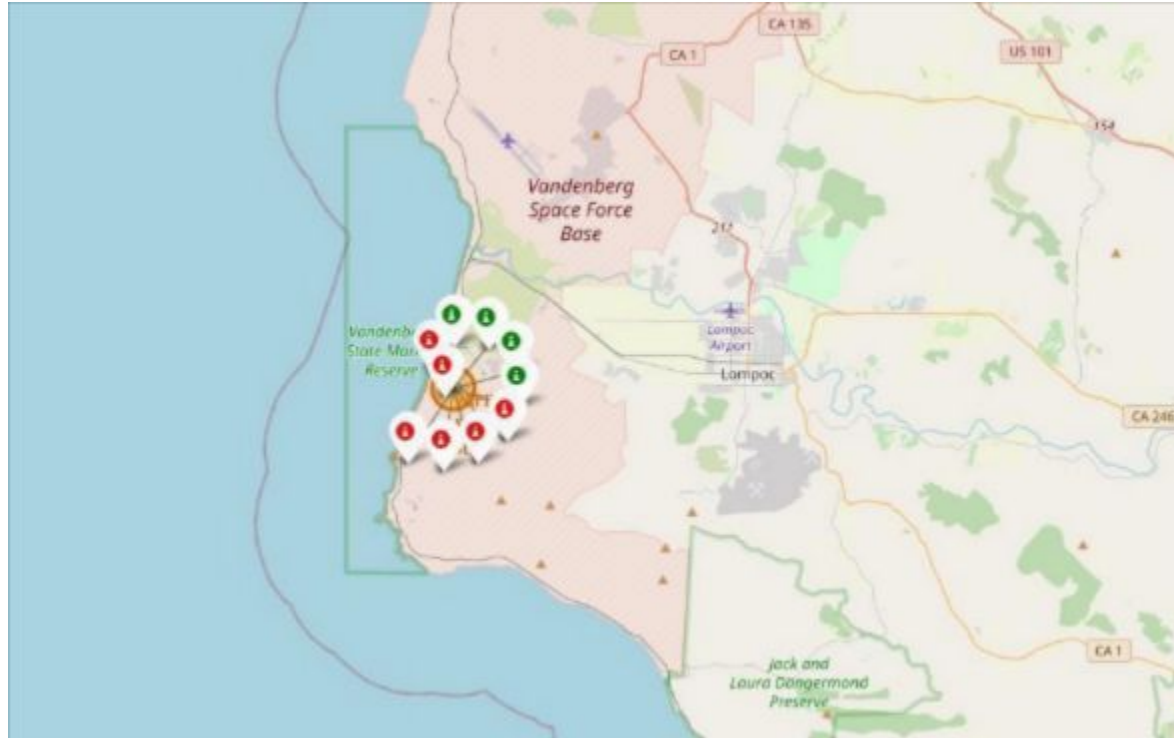 CA 135
CA 1
US 101
154
Vandenberg
Space Force
Base
Lompoc
Airport
Lompoc
Reserve
CA 246
CA 1
Jack and
Laura Dangermond
Preserve